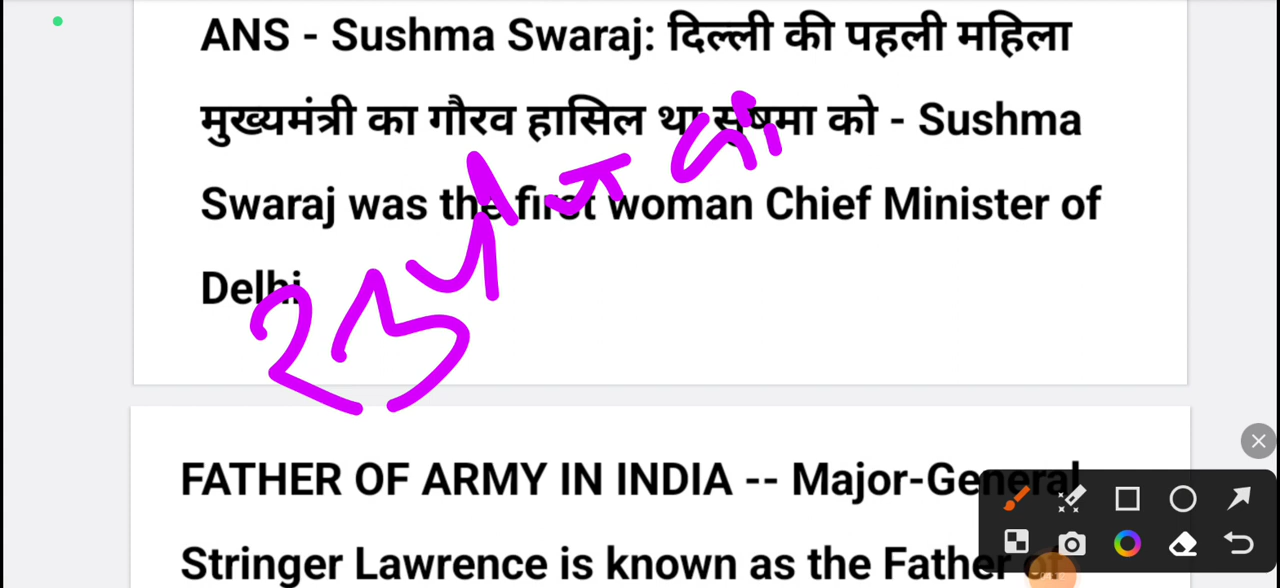 ANS - Sushma Swaraj: दिल्ली की पहली महिला
मुख्यमंत्री का गौरव हासिल था सुषमा को - Sushma
Swaraj was the first woman Chief Minister of
Delhi
FATHER OF ARMY IN INDIA -- Major-General
Stringer Lawrence is known as the Father of